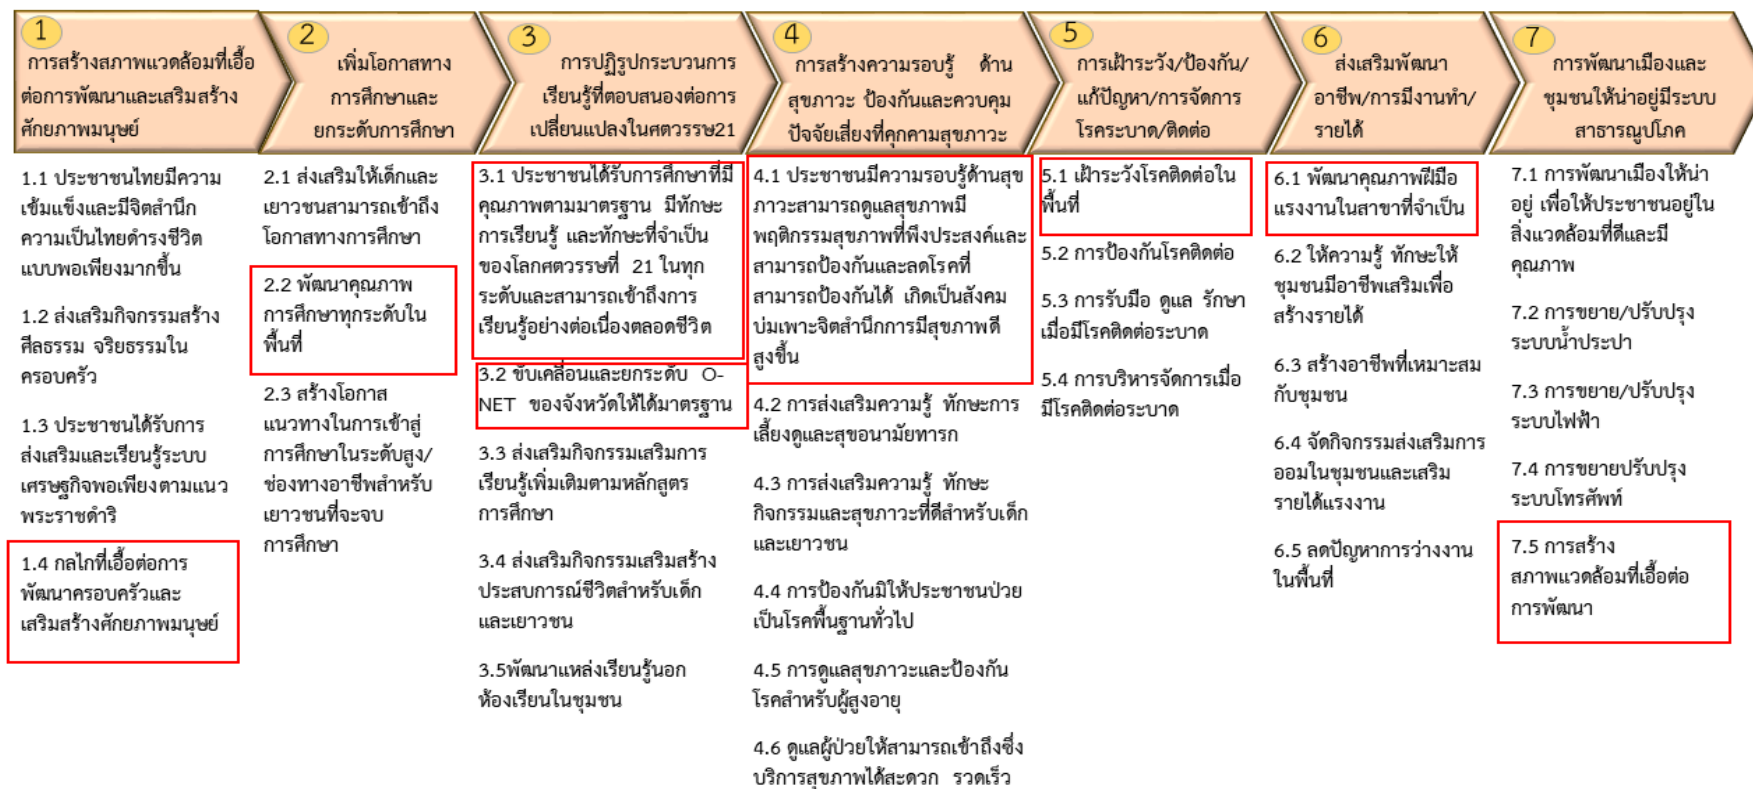 1
การสร้างสภาพแวดล้อมที่เอื้อ
ต่อการพัฒนาและเสริมสร้าง
ศักยภาพมนุษย์
1.1 ประชาชนไทยมีความ
เข้มแข็งและมีจิตสำนึก
ความเป็นไทยดำรงชีวิต
แบบพอเพียงมากขึ้น
1.2 ส่งเสริมกิจกรรมสร้าง
ศีลธรรม จริยธรรมใน
ครอบครัว
1.3 ประชาชนได้รับการ
ส่งเสริมและเรียนรู้ระบบ
เศรษฐกิจพอเพียงตามแนว
พระราชดำริ
1.4 กลไกที่เอื้อต่อการ
พัฒนาครอบครัวและ
เสริมสร้างศักยภาพมนุษย์
2
เพิ่มโอกาสทาง
การศึกษาและ
ยกระดับการศึกษา
2.1 ส่งเสริมให้เด็กและ
เยาวชนสามารถเข้าถึง
โอกาสทางการศึกษา
2.2 พัฒนาคุณภาพ
การศึกษาทุกระดับใน
พื้นที่
2.3 สร้างโอกาส
แนวทางในการเข้าสู่
การศึกษาในระดับสูง/
ช่องทางอาชีพสำหรับ
เยาวชนที่จะจบ
การศึกษา
3
การปฏิรูปกระบวนการ
เรียนรู้ที่ตอบสนองต่อการ
เปลี่ยนแปลงในศตวรรษ21
3.1 ประชาชนได้รับการศึกษาที่มี
คุณภาพตามมาตรฐาน มีทักษะ
การเรียนรู้ และทักษะที่จำเป็น
ของโลกศตวรรษที่ 21 ในทุก
ระดับและสามารถเข้าถึงการ
เรียนรู้อย่างต่อเนื่องตลอดชีวิต
3.2 ขับเคลื่อนและยกระดับ O-
NET ของจังหวัดให้ได้มาตรฐาน
3.3 ส่งเสริมกิจกรรมเสริมการ
เรียนรู้เพิ่มเติมตามหลักสูตร
การศึกษา
3.4 ส่งเสริมกิจกรรมเสริมสร้าง
ประสบการณ์ชีวิตสำหรับเด็ก
และเยาวชน
3.5พัฒนาแหล่งเรียนรู้นอก
ห้องเรียนในชุมชน
4
การสร้างความรอบรู้ ด้าน
สุขภาวะ ป้องกันและควบคุม
ปัจจัยเสี่ยงที่คุกคามสุขภาวะ
4.1 ประชาชนมีความรอบรู้ด้านสุข
ภาวะสามารถดูแลสุขภาพมี
พฤติกรรมสุขภาพที่พึงประสงค์และ
สามารถป้องกันและลดโรคที่
สามารถป้องกันได้ เกิดเป็นสังคม
บ่มเพาะจิตสำนึกการมีสุขภาพดี
สูงขึ้น
4.2 การส่งเสริมความรู้ ทักษะการ
เลี้ยงดูและสุขอนามัยทารก
4.3 การส่งเสริมความรู้ ทักษะ
กิจกรรมและสุขภาวะที่ดีสำหรับเด็ก
และเยาวชน
4.4 การป้องกันมิให้ประชาชนป่วย
เป็นโรคพื้นฐานทั่วไป
4.5 การดูแลสุขภาวะและป้องกัน
โรคสำหรับผู้สูงอายุ
4.6 ดูแลผู้ป่วยให้สามารถเข้าถึงซึ่ง
บริการสุขภาพได้สะดวก รวดเร็ว
5
การเฝ้าระวัง/ป้องกัน/
แก้ปัญหา/การจัดการ
โรคระบาด/ติดต่อ
5.1 เฝ้าระวังโรคติดต่อใน
พื้นที่
5.2 การป้องกันโรคติดต่อ
5.3 การรับมือ ดูแล รักษา
เมื่อมีโรคติดต่อระบาด
5.4 การบริหารจัดการเมื่อ
มีโรคติดต่อระบาด
6
ส่งเสริมพัฒนา
อาชีพ/การมีงานทำ/
รายได้
6.1 พัฒนาคุณภาพฝีมือ
แรงงานในสาขาที่จำเป็น
6.2 ให้ความรู้ ทักษะให้
ชุมชนมีอาชีพเสริมเพื่อ
สร้างรายได้
6.3 สร้างอาชีพที่เหมาะสม
กับชุมชน
6.4 จัดกิจกรรมส่งเสริมการ
ออมในชุมชนและเสริม
รายได้แรงงาน
6.5 ลดปัญหาการว่างงาน
ในพื้นที่
7
การพัฒนาเมืองและ
ชุมชนให้น่าอยู่มีระบบ
สาธารณูปโภค
7.1 การพัฒนาเมืองให้น่า
อยู่ เพื่อให้ประชาชนอยู่ใน
สิ่งแวดล้อมที่ดีและมี
คุณภาพ
7.2 การขยาย/ปรับปรุง
ระบบน้ำประปา
7.3 การขยาย/ปรับปรุง
ระบบไฟฟ้า
7.4 การขยายปรับปรุง
ระบบโทรศัพท์
7.5 การสร้าง
สภาพแวดล้อมที่เอื้อต่อ
การพัฒนา